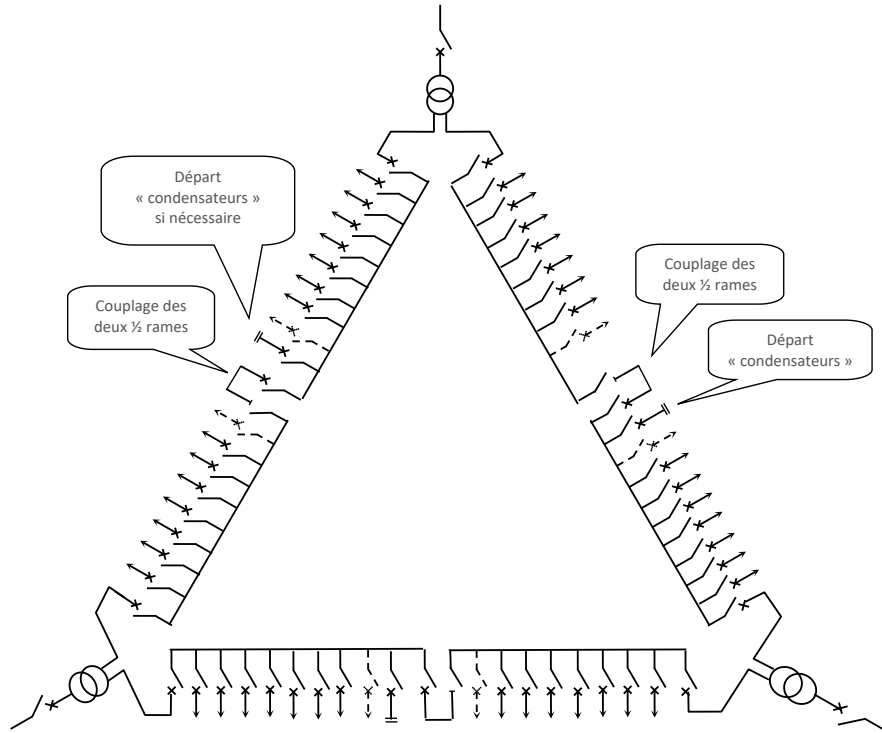 Départ
« condensateurs »
si nécessaire
Couplage des
deux ½ rames
Couplage des
deux ½ rames
Départ
« condensateurs »